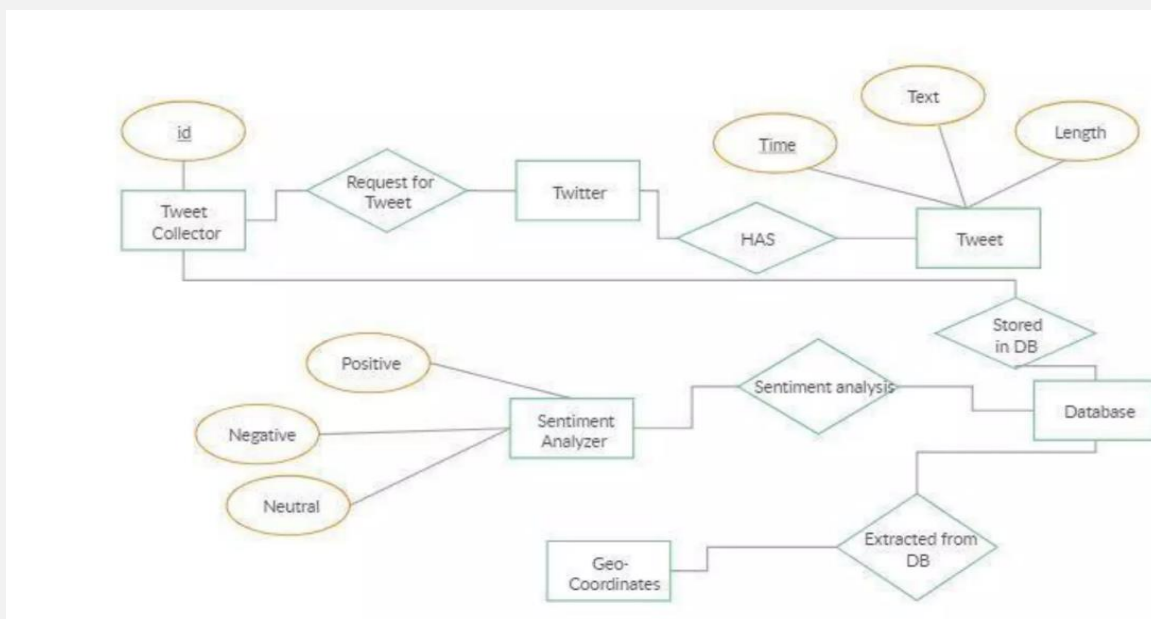 id
Tweet
Collector
Request for
Tweet
Twitter
Time
Text
Length
HAS
Tweet
Stored
in DB
Positive
Negative
Neutral
Sentiment
Analyzer
Sentiment analysis
Database
Extracted from
DB
Geo-
Coordinates